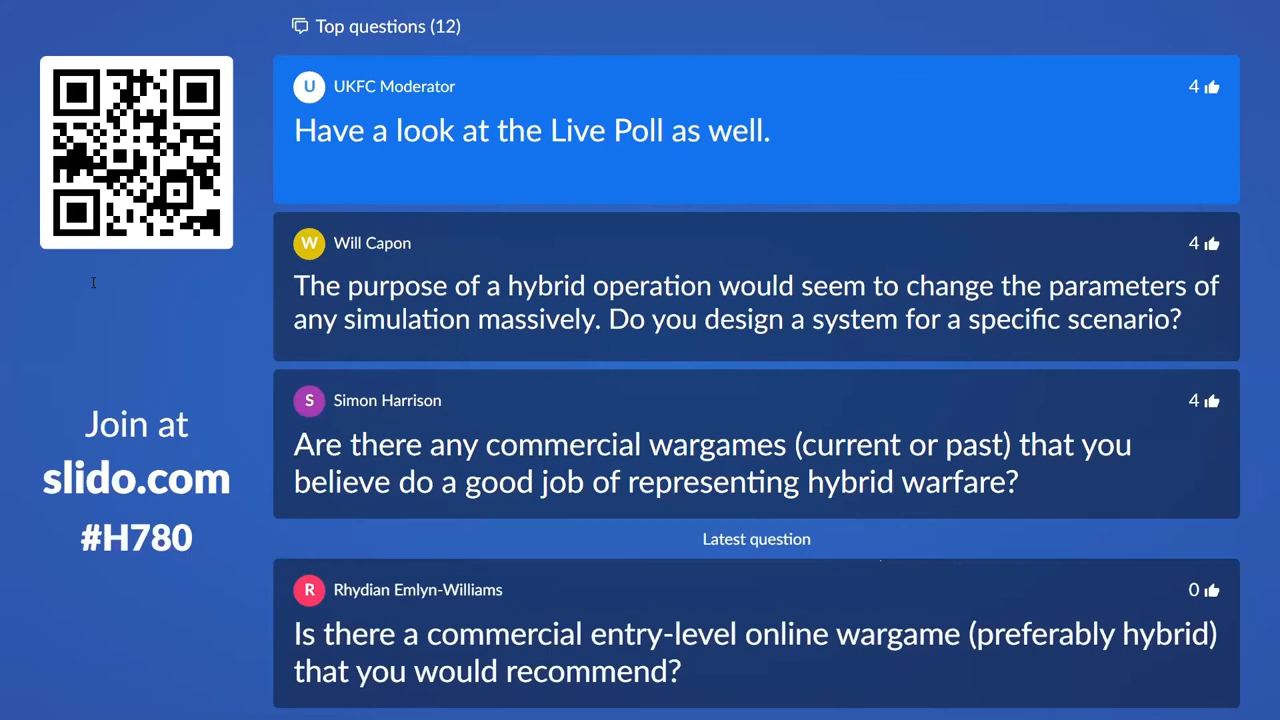 Top questions (12)
U UKFC Moderator 4
Have a look at the Live Poll as well.
W Will Capon 4
The purpose of a hybrid operation would seem to change the parameters of
any simulation massively. Do you design a system for a specific scenario?
S Simon Harrison 4
Are there any commercial wargames (current or past) that you
believe do a good job of representing hybrid warfare?
Latest question
R Rhydian Emlyn-Williams 0
Is there a commercial entry-level online wargame (preferably hybrid)
that you would recommend?
Join at
slido.com
#H780